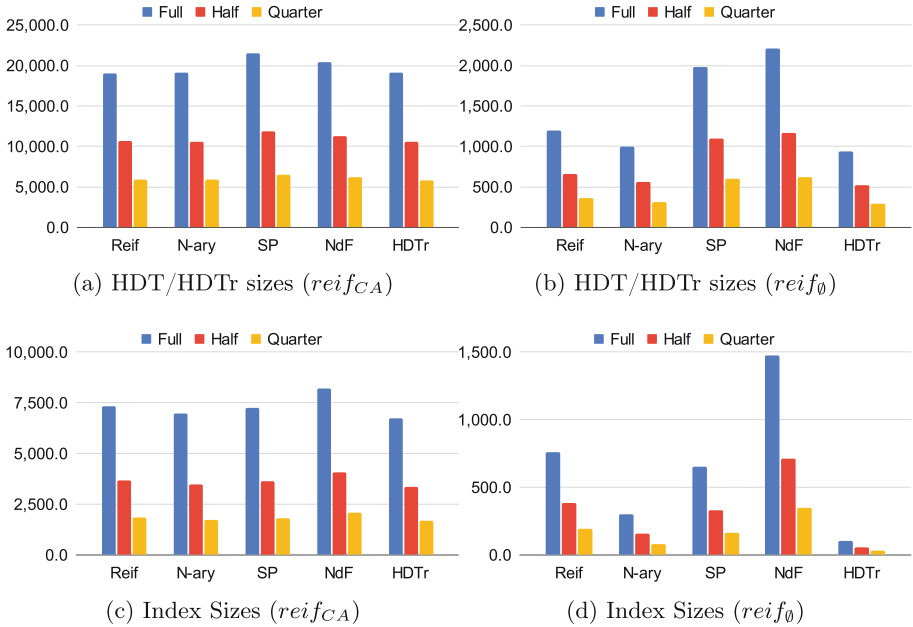 Full Half Quarter
25,000.0
20,000.0
15,000.0
10,000.0
5,000.0
0.0
Reif N-ary SP NdF HDTr
(a) HDT/HDTr sizes (reif_CA)
Full Half Quarter
2,500.0
2,000.0
1,500.0
1,000.0
500.0
0.0
Reif N-ary SP NdF HDTr
(b) HDT/HDTr sizes (reif_∅)
Full Half Quarter
10,000.0
7,500.0
5,000.0
2,500.0
0.0
Reif N-ary SP NdF HDTr
(c) Index Sizes (reif_CA)
Full Half Quarter
1,500.0
1,000.0
500.0
0.0
Reif N-ary SP NdF HDTr
(d) Index Sizes (reif_∅)